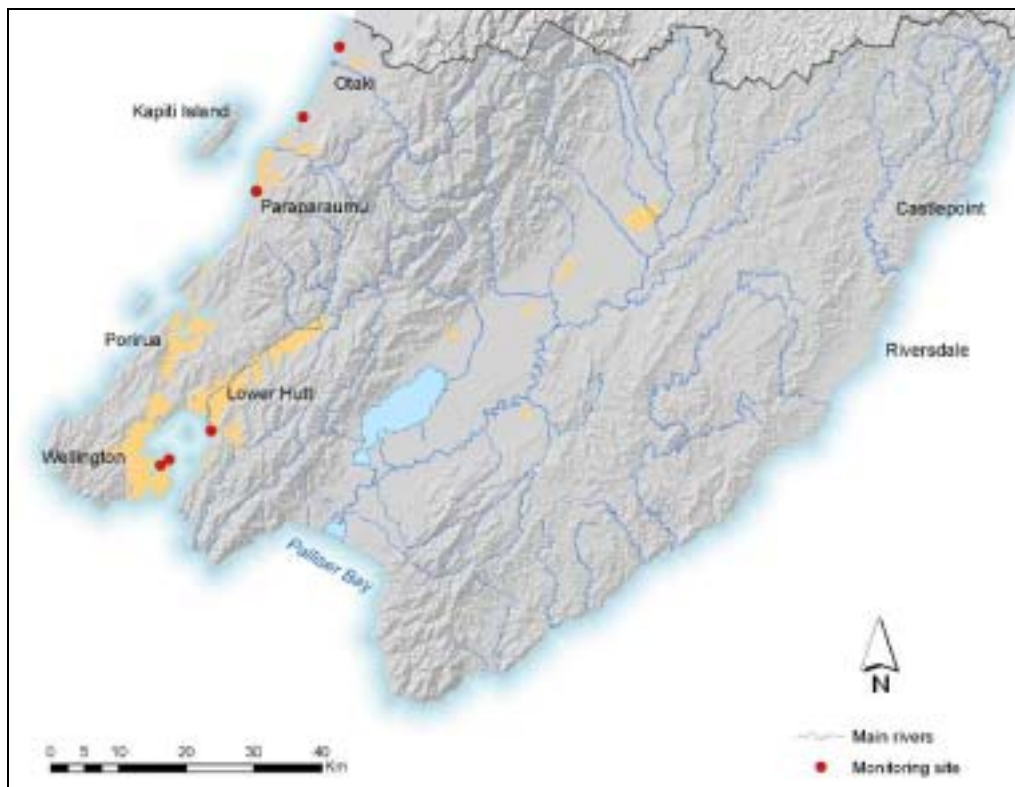 Otaki
Kapiti Island
Paraparaumu
Castlepoint
Porirua
Riversdale
Lower Hutt
Wellington
Palliser Bay
N
Main rivers
0 5 10 20 30 40
Km
Monitoring site